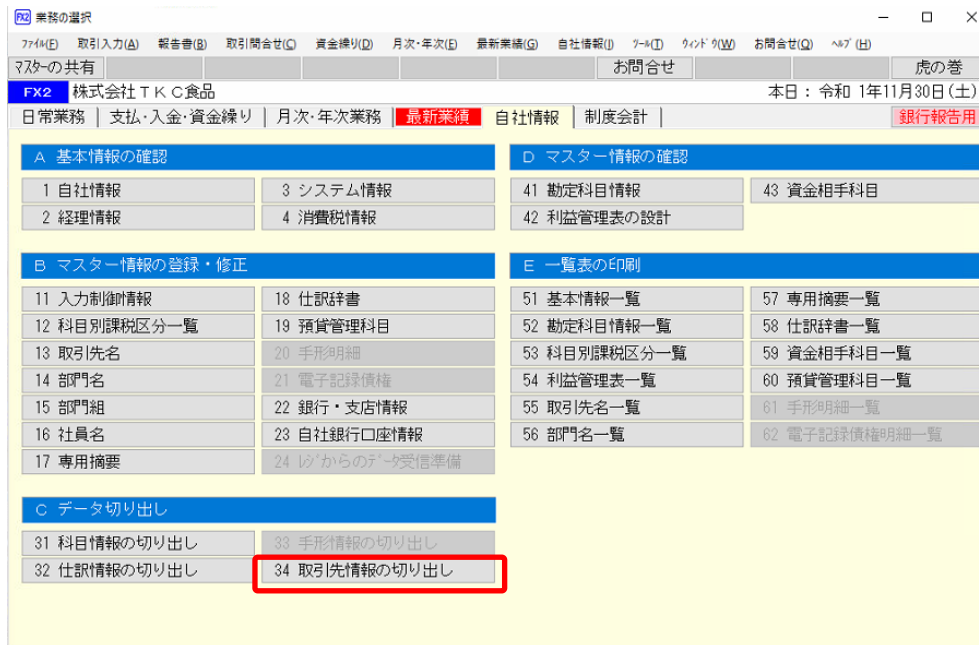 FX2 業務の選択
ﾌｧｲﾙ(F) 取引入力(A) 報告書(B) 取引問合せ(C) 資金繰り(D) 月次・年次(E) 最新業績(G) 自社情報(J) ﾂｰﾙ(T) ｳｨﾝﾄﾞｳ(W) お問合せ(Q) ﾍﾙﾌﾟ(H)
ﾏｽﾀｰの共有 お問合せ 虎の巻
FX2 株式会社ＴＫＣ食品 本日：令和 1年11月30日(土)
日常業務 支払・入金・資金繰り 月次・年次業務 最新業績 自社情報 制度会計 銀行報告用
A 基本情報の確認
1 自社情報 3 システム情報
2 経理情報 4 消費税情報
B マスター情報の登録・修正
11 入力制御情報 18 仕訳辞書
12 科目別課税区分一覧 19 預貸管理科目
13 取引先名 20 手形明細
14 部門名 21 電子記録債権
15 部門組 22 銀行・支店情報
16 社員名 23 自社銀行口座情報
17 専用摘要 24 ﾚｼﾞからのﾃﾞｰﾀ受信準備
C データ切り出し
31 科目情報の切り出し 33 手形情報の切り出し
32 仕訳情報の切り出し 34 取引先情報の切り出し
D マスター情報の確認
41 勘定科目情報 43 資金相手科目
42 利益管理表の設計
E 一覧表の印刷
51 基本情報一覧 57 専用摘要一覧
52 勘定科目情報一覧 58 仕訳辞書一覧
53 科目別課税区分一覧 59 資金相手科目一覧
54 利益管理表一覧 60 預貸管理科目一覧
55 取引先名一覧 61 手形明細一覧
56 部門名一覧 62 電子記録債権明細一覧